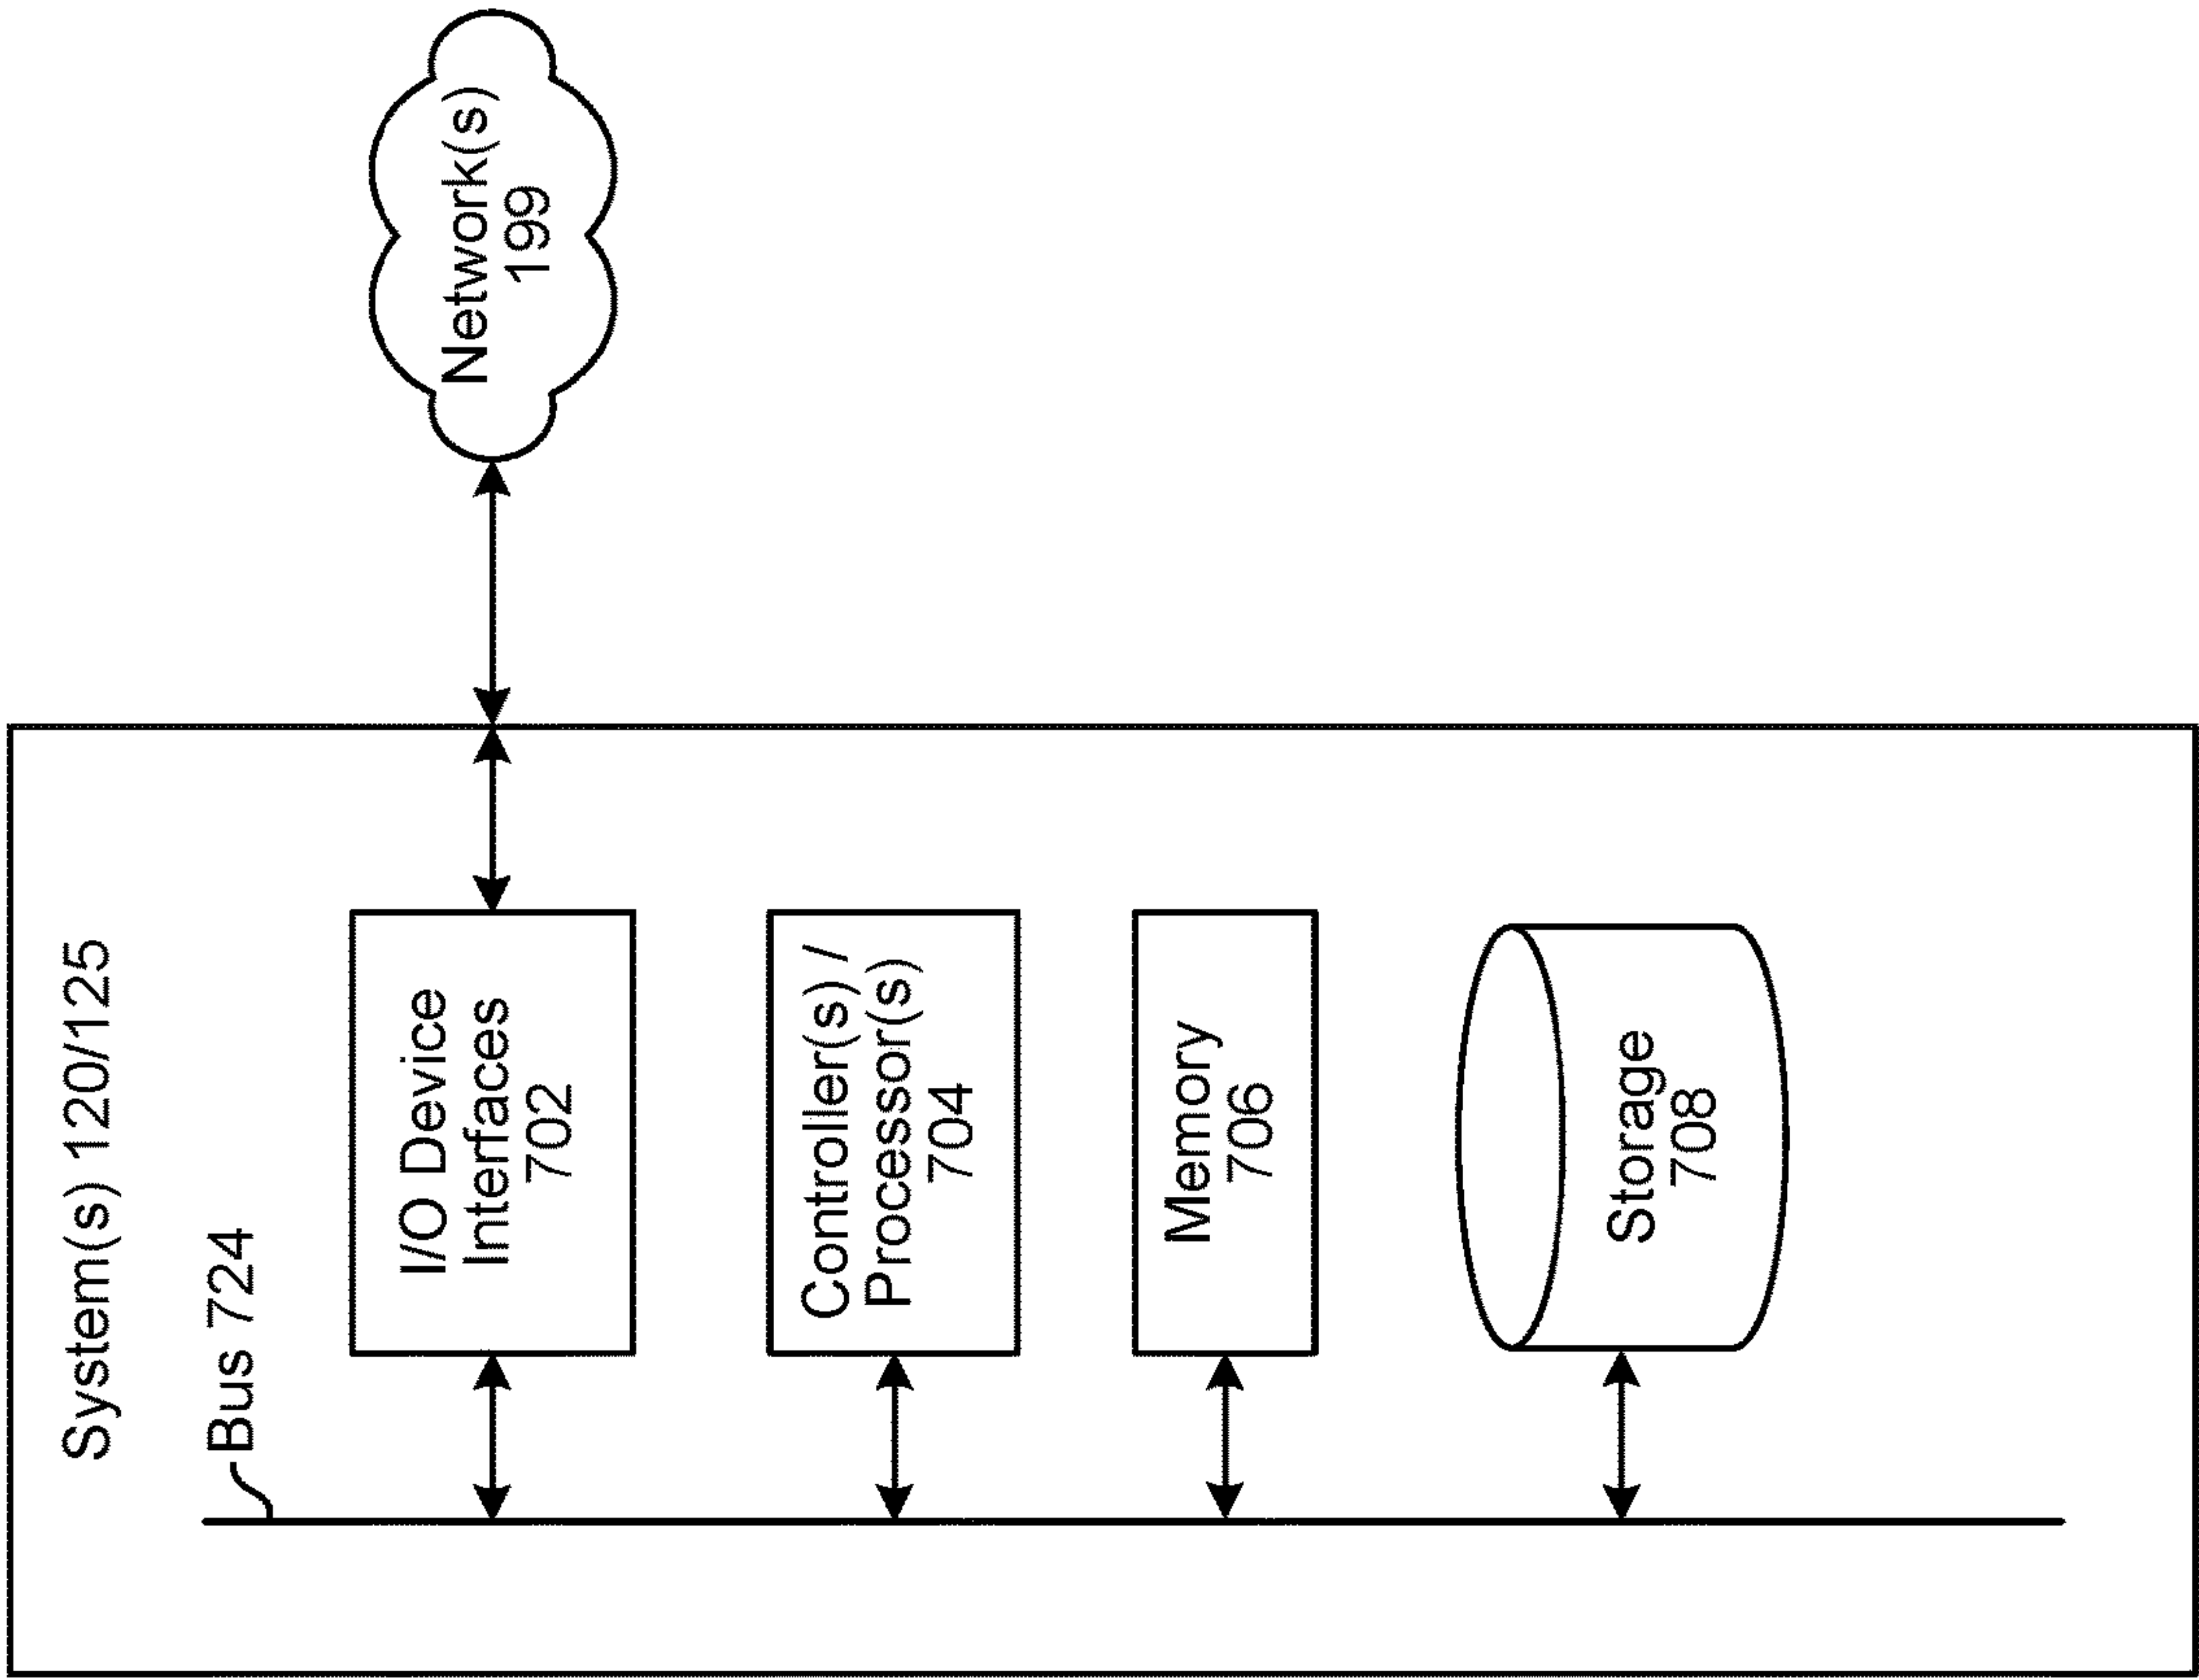 System(s) 120/125
Bus 724
I/O Device
Interfaces
702
Network(s)
199
Controller(s) /
Processor(s)
704
Memory
706
Storage
708